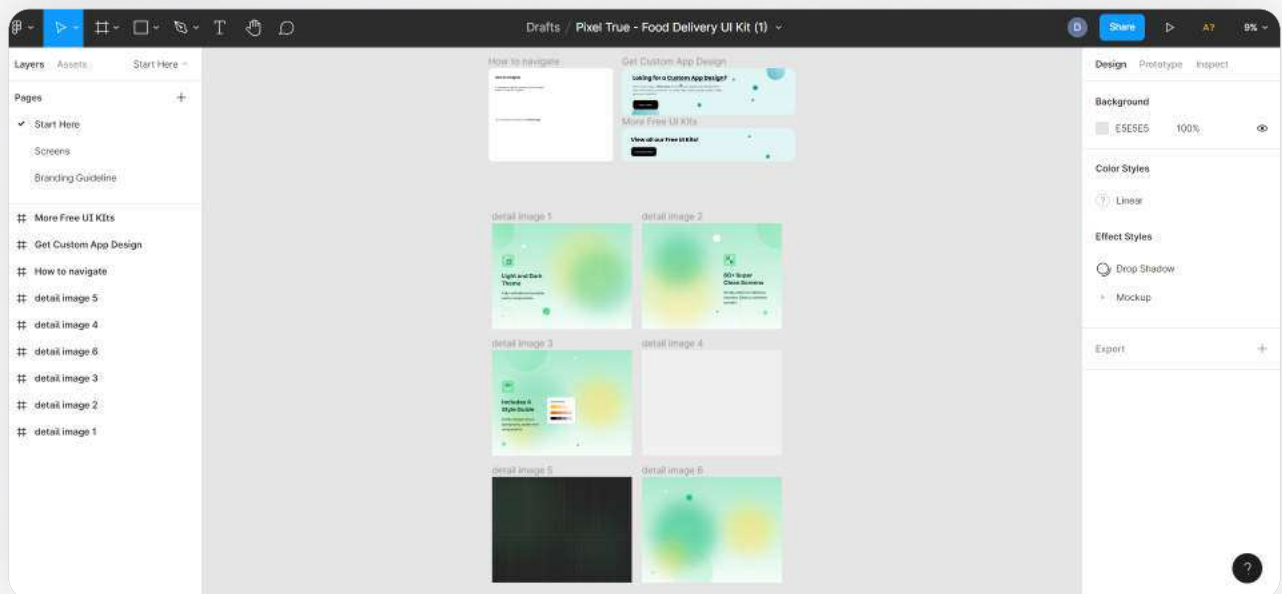 Drafts / Pixel True - Food Delivery UI Kit (1)
D
Share
A?
9%
Layers
Assets
Start Here
Pages
Start Here
Screens
Branding Guideline
More Free UI KIts
Get Custom App Design
How to navigate
detail image 5
detail image 4
detail image 6
detail image 3
detail image 2
detail image 1
How to navigate
Get Custom App Design
Looking for a Custom App Design?
More Free UI KIts
View all our Free UI Kits!
detail image 1
Light and Dark
Theme
detail image 2
60+ Super
Clean Screens
detail image 3
Includes A
Style Guide
detail image 4
detail image 5
detail image 6
Design
Prototype
Inspect
Background
E5E5E5
100%
Color Styles
Linear
Effect Styles
Drop Shadow
Mockup
Export
?